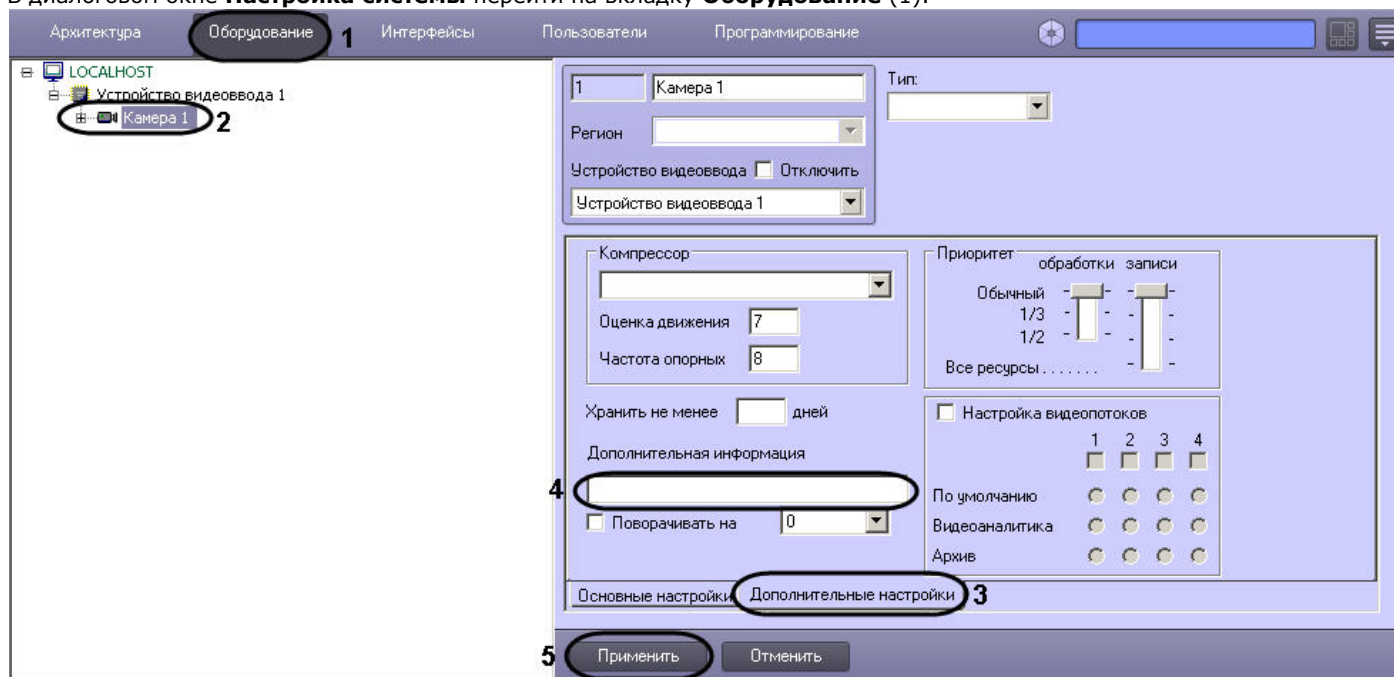 В диалоговом окне Настройка системы перейти на вкладку Оборудование (1).
Архитектура Оборудование 1 Интерфейсы Пользователи Программирование
LOCALHOST
Устройство видеоввода 1
Камера 1 2
1 Камера 1 Тип:
Регион
Устройство видеоввода Отключить
Устройство видеоввода 1
Компрессор
Оценка движения 7
Частота опорных 8
Приоритет обработки записи
Обычный
1/3
1/2
Все ресурсы.......
Хранить не менее дней
Дополнительная информация
4
Поворачивать на 0
Настройка видеопотоков
1 2 3 4
По умолчанию
Видеоаналитика
Архив
Основные настройки Дополнительные настройки 3
5 Применить Отменить